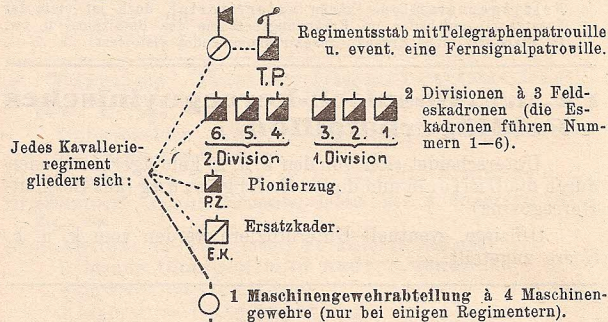 Regimentsstab mit Telegraphenpatrouille
u. event. eine Fernsignalpatrouille.
T.P.
2 Divisionen à 3 Feld-
eskadronen (die Es-
kadronen führen Num-
mern 1—6).
6. 5. 4. 3. 2. 1.
2.Division 1.Division
Jedes Kavallerie-
regiment
gliedert sich:
P.Z. Pionierzug.
E.K. Ersatzkader.
1 Maschinengewehrabteilung à 4 Maschinen-
gewehre (nur bei einigen Regimentern).